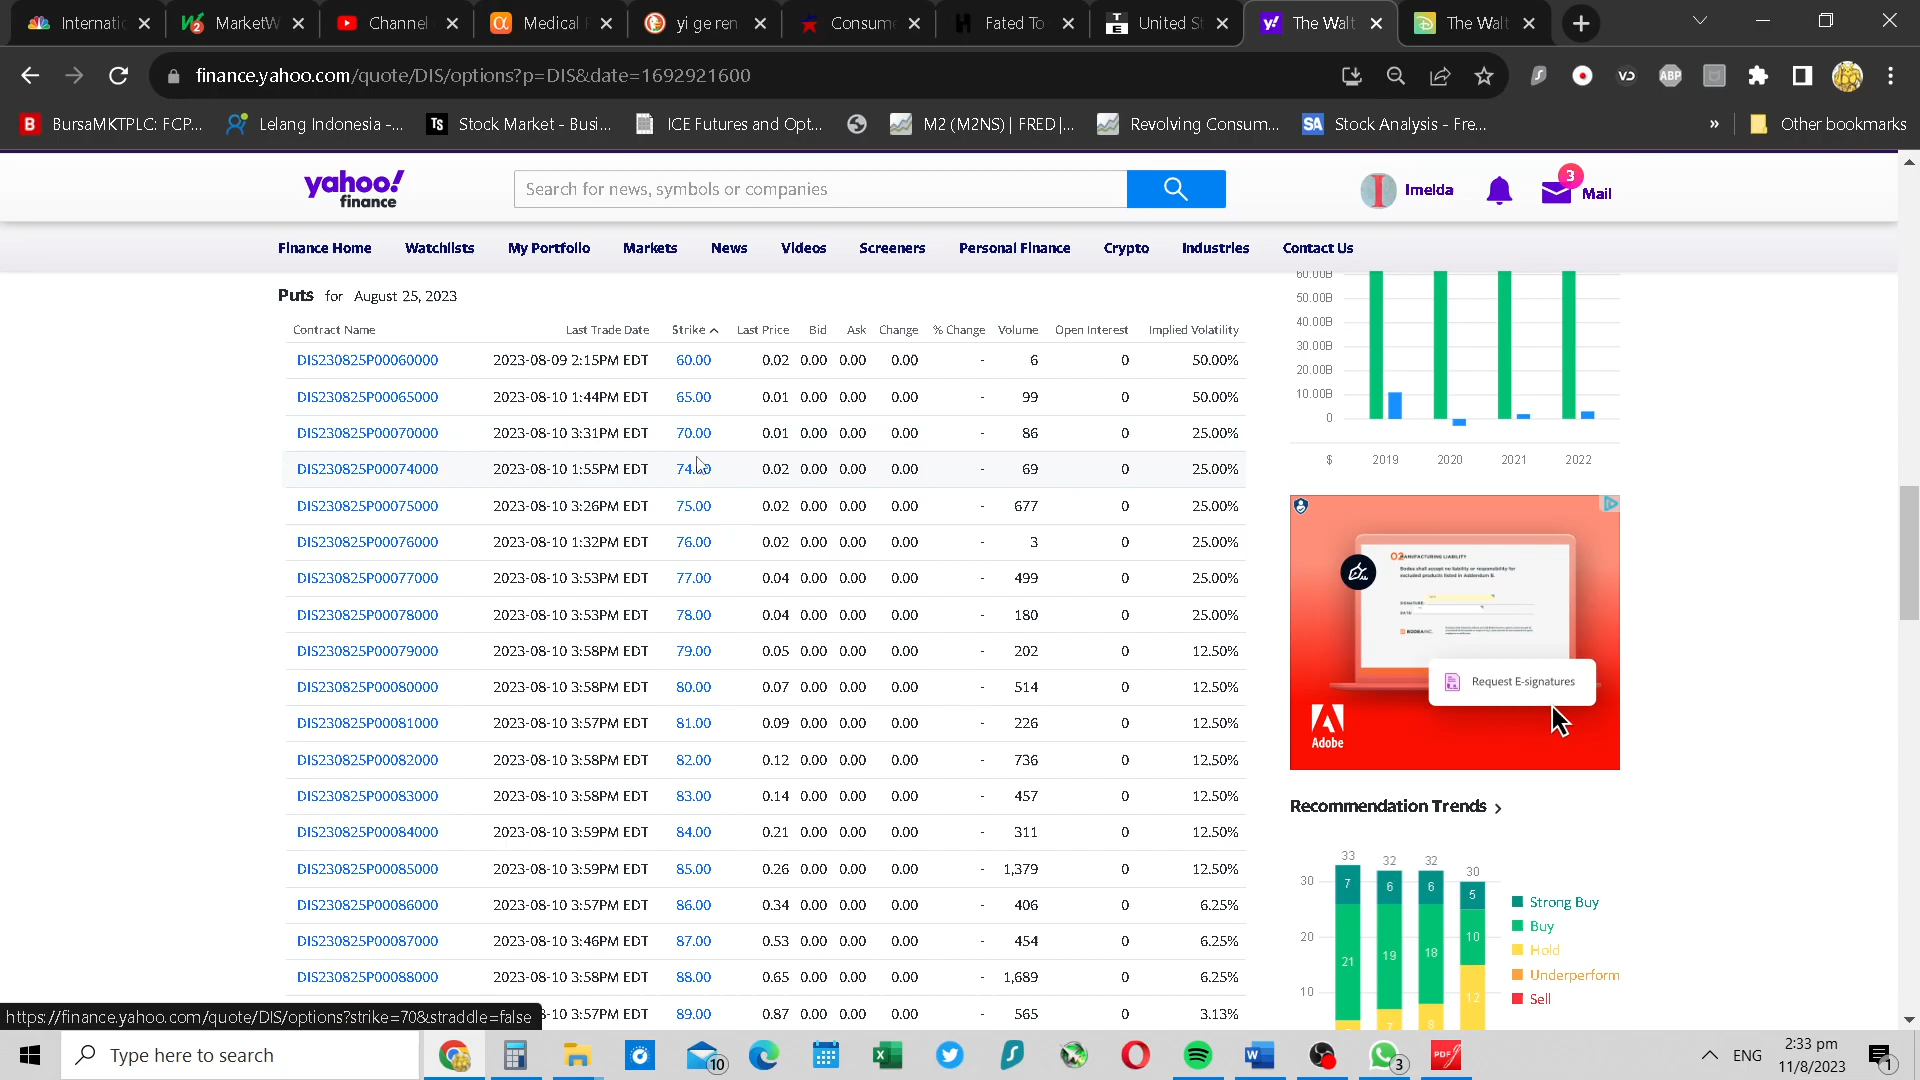 Internatic
MarketW
Channel
Medical F
yi ge ren
Consume
Fated To
United St
The Walt
The Walt
finance.yahoo.com/quote/DIS/options?p=DIS&date=1692921600
BursaMKTPLC: FCP...
Lelang Indonesia -...
Stock Market - Busi...
ICE Futures and Opt...
M2 (M2NS) | FRED |...
Revolving Consum...
Stock Analysis - Fre...
»
Other bookmarks
yahoo!
finance
Search for news, symbols or companies
Imelda
3
Mail
Finance Home Watchlists My Portfolio Markets News Videos Screeners Personal Finance Crypto Industries Contact Us
Puts for August 25, 2023
Contract Name Last Trade Date Strike Last Price Bid Ask Change % Change Volume Open Interest Implied Volatility
DIS230825P00060000 2023-08-09 2:15PM EDT 60.00 0.02 0.00 0.00 0.00 - 6 0 50.00%
DIS230825P00065000 2023-08-10 1:44PM EDT 65.00 0.01 0.00 0.00 0.00 - 99 0 50.00%
DIS230825P00070000 2023-08-10 3:31PM EDT 70.00 0.01 0.00 0.00 0.00 - 86 0 25.00%
DIS230825P00074000 2023-08-10 1:55PM EDT 74.00 0.02 0.00 0.00 0.00 - 69 0 25.00%
DIS230825P00075000 2023-08-10 3:26PM EDT 75.00 0.02 0.00 0.00 0.00 - 677 0 25.00%
DIS230825P00076000 2023-08-10 1:32PM EDT 76.00 0.02 0.00 0.00 0.00 - 3 0 25.00%
DIS230825P00077000 2023-08-10 3:53PM EDT 77.00 0.04 0.00 0.00 0.00 - 499 0 25.00%
DIS230825P00078000 2023-08-10 3:53PM EDT 78.00 0.04 0.00 0.00 0.00 - 180 0 25.00%
DIS230825P00079000 2023-08-10 3:58PM EDT 79.00 0.05 0.00 0.00 0.00 - 202 0 12.50%
DIS230825P00080000 2023-08-10 3:58PM EDT 80.00 0.07 0.00 0.00 0.00 - 514 0 12.50%
DIS230825P00081000 2023-08-10 3:57PM EDT 81.00 0.09 0.00 0.00 0.00 - 226 0 12.50%
DIS230825P00082000 2023-08-10 3:58PM EDT 82.00 0.12 0.00 0.00 0.00 - 736 0 12.50%
DIS230825P00083000 2023-08-10 3:58PM EDT 83.00 0.14 0.00 0.00 0.00 - 457 0 12.50%
DIS230825P00084000 2023-08-10 3:59PM EDT 84.00 0.21 0.00 0.00 0.00 - 311 0 12.50%
DIS230825P00085000 2023-08-10 3:59PM EDT 85.00 0.26 0.00 0.00 0.00 - 1,379 0 12.50%
DIS230825P00086000 2023-08-10 3:57PM EDT 86.00 0.34 0.00 0.00 0.00 - 406 0 6.25%
DIS230825P00087000 2023-08-10 3:46PM EDT 87.00 0.53 0.00 0.00 0.00 - 454 0 6.25%
DIS230825P00088000 2023-08-10 3:58PM EDT 88.00 0.65 0.00 0.00 0.00 - 1,689 0 6.25%
3-10 3:57PM EDT 89.00 0.87 0.00 0.00 0.00 - 565 0 3.13%
60.00B
50.00B
40.00B
30.00B
20.00B
10.00B
0
$ 2019 2020 2021 2022
MANUFACTURING LIABILITY
Request E-signatures
Adobe
Recommendation Trends
33 32 32 30
30 7 6 6 5
20 21 19 18 10
10 12
7 8
Strong Buy
Buy
Hold
Underperform
Sell
https://finance.yahoo.com/quote/DIS/options?strike=70&straddle=false
Type here to search
10
3
PDF
ENG
2:33 pm
11/8/2023
1